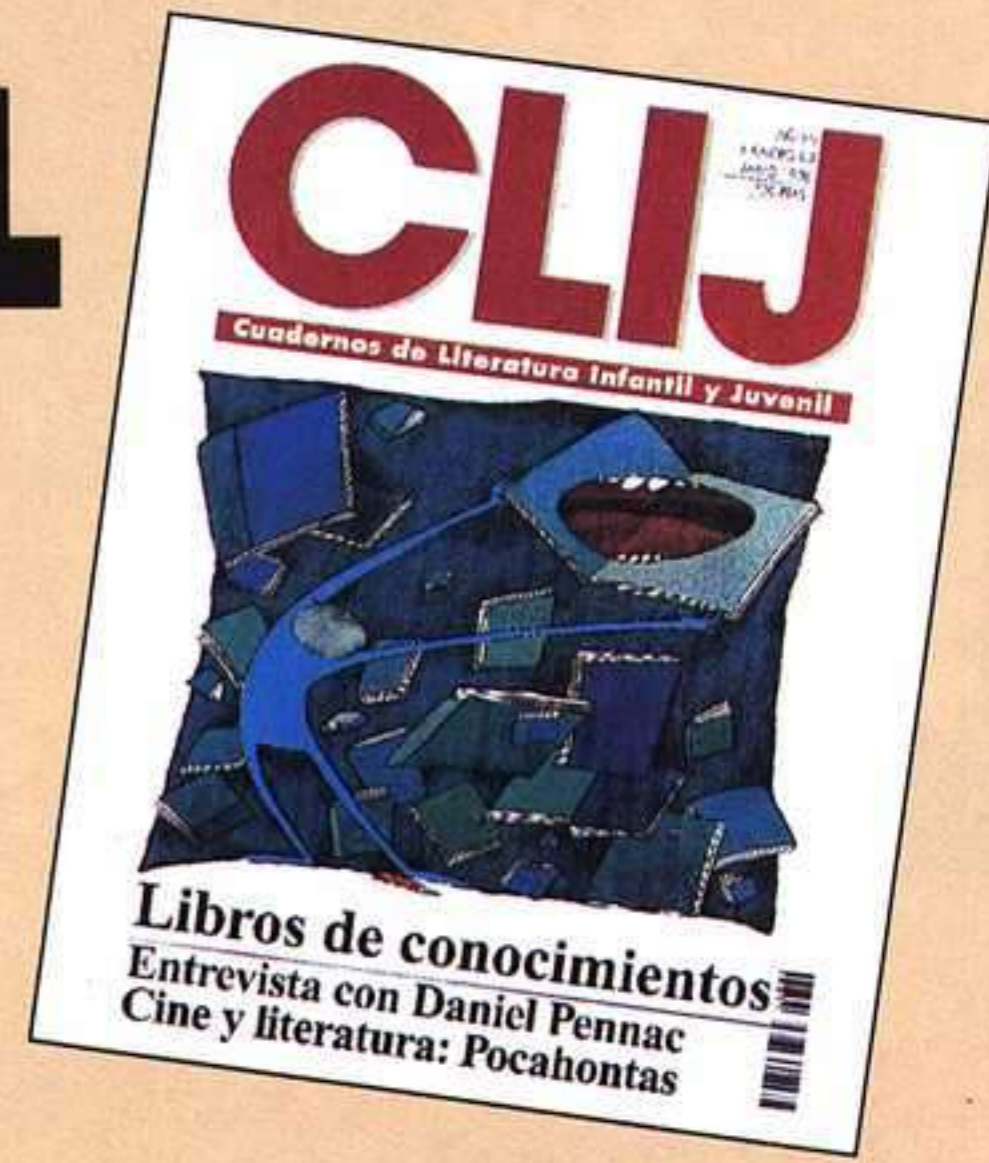 CLIJ
Cuadernos de Literatura Infantil y Juvenil
Libros de conocimientos
Entrevista con Daniel Pennac
Cine y literatura: Pocahontas